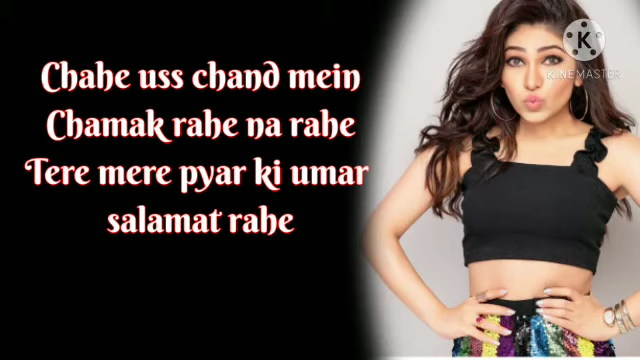 Chahe uss chand mein
Chamak rahe na rahe
Tere mere pyar ki umar
salamat rahe
K
KINEMASTER